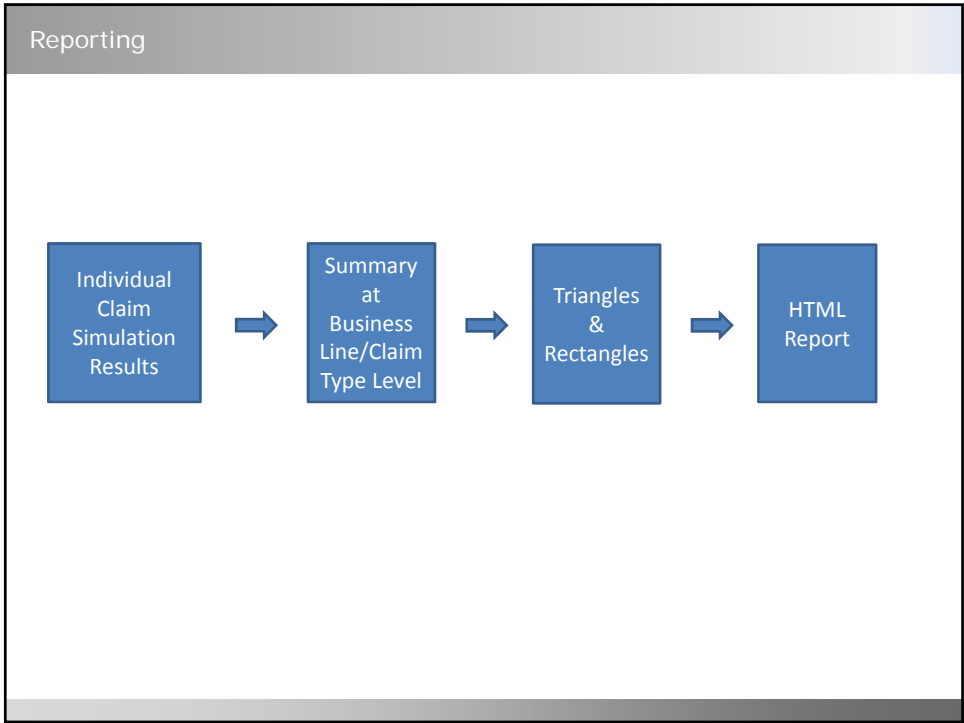 Reporting
Individual
Claim
Simulation
Results
Summary
at
Business
Line/Claim
Type Level
Triangles
&
Rectangles
HTML
Report